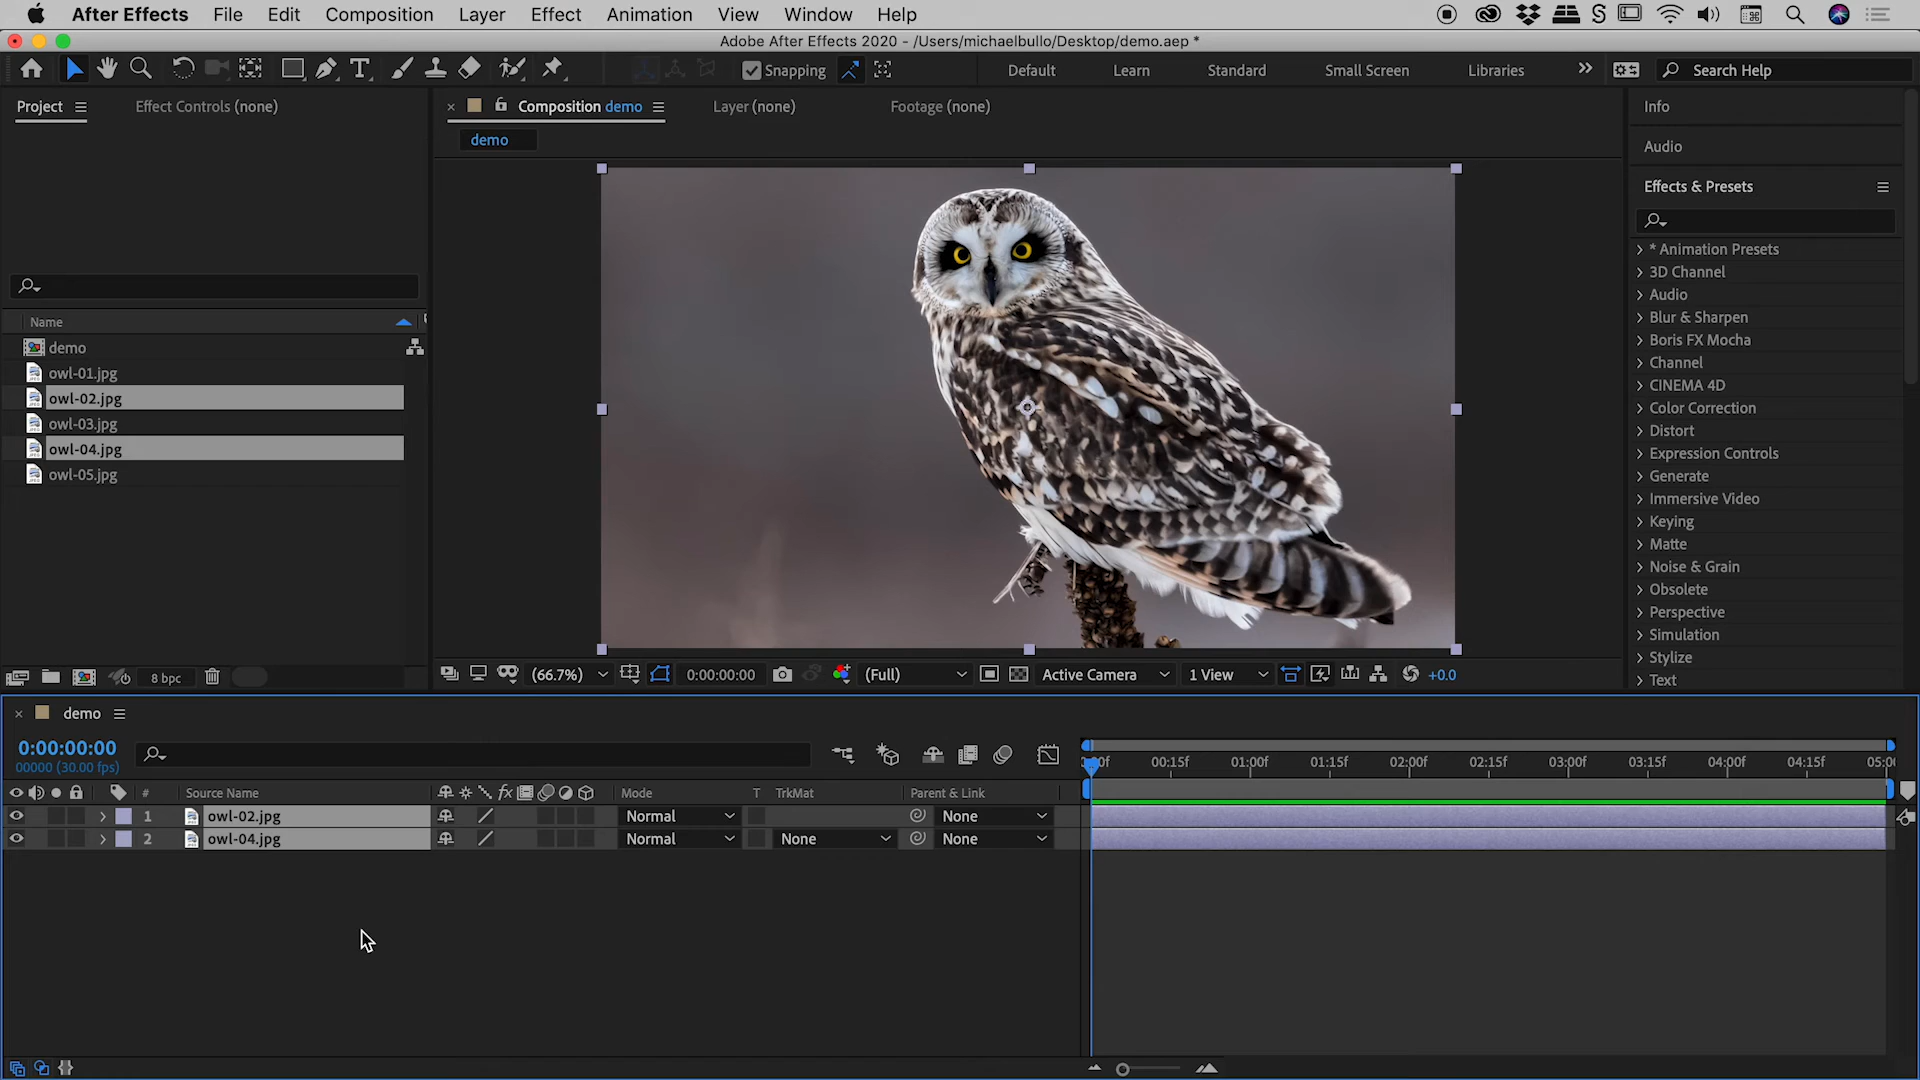 After Effects File Edit Composition Layer Effect Animation View Window Help
Adobe After Effects 2020 - /Users/michaelbullo/Desktop/demo.aep *
Snapping Default Learn Standard Small Screen Libraries Search Help
Project Effect Controls (none)
Composition demo Layer (none) Footage (none)
demo
Name
demo
owl-01.jpg
owl-02.jpg
owl-03.jpg
owl-04.jpg
owl-05.jpg
8 bpc
(66.7%) 0:00:00:00 (Full) Active Camera 1 View +0.0
Info
Audio
Effects & Presets
* Animation Presets
3D Channel
Audio
Blur & Sharpen
Boris FX Mocha
Channel
CINEMA 4D
Color Correction
Distort
Expression Controls
Generate
Immersive Video
Keying
Matte
Noise & Grain
Obsolete
Perspective
Simulation
Stylize
Text
demo
0:00:00:00
00000 (30.00 fps)
00:15f 01:00f 01:15f 02:00f 02:15f 03:00f 03:15f 04:00f 04:15f
# Source Name fx Mode T TrkMat Parent & Link
1 owl-02.jpg Normal None
2 owl-04.jpg Normal None None